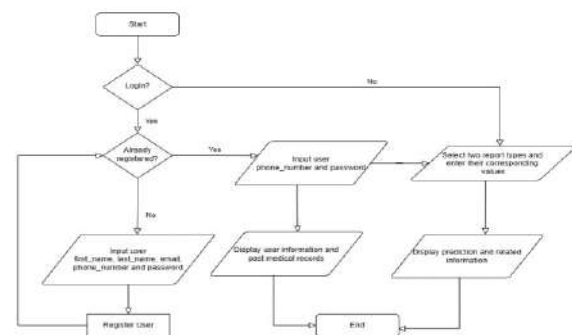 Start
Login?
No
Yes
Already
registered?
Yes
Input user
phone_number and password
Select two report types and
enter their corresponding
values
No
Input user
first_name, last_name, email,
phone_number and password
Display user information and
past medical records
Display prediction and related
information
Register User
End